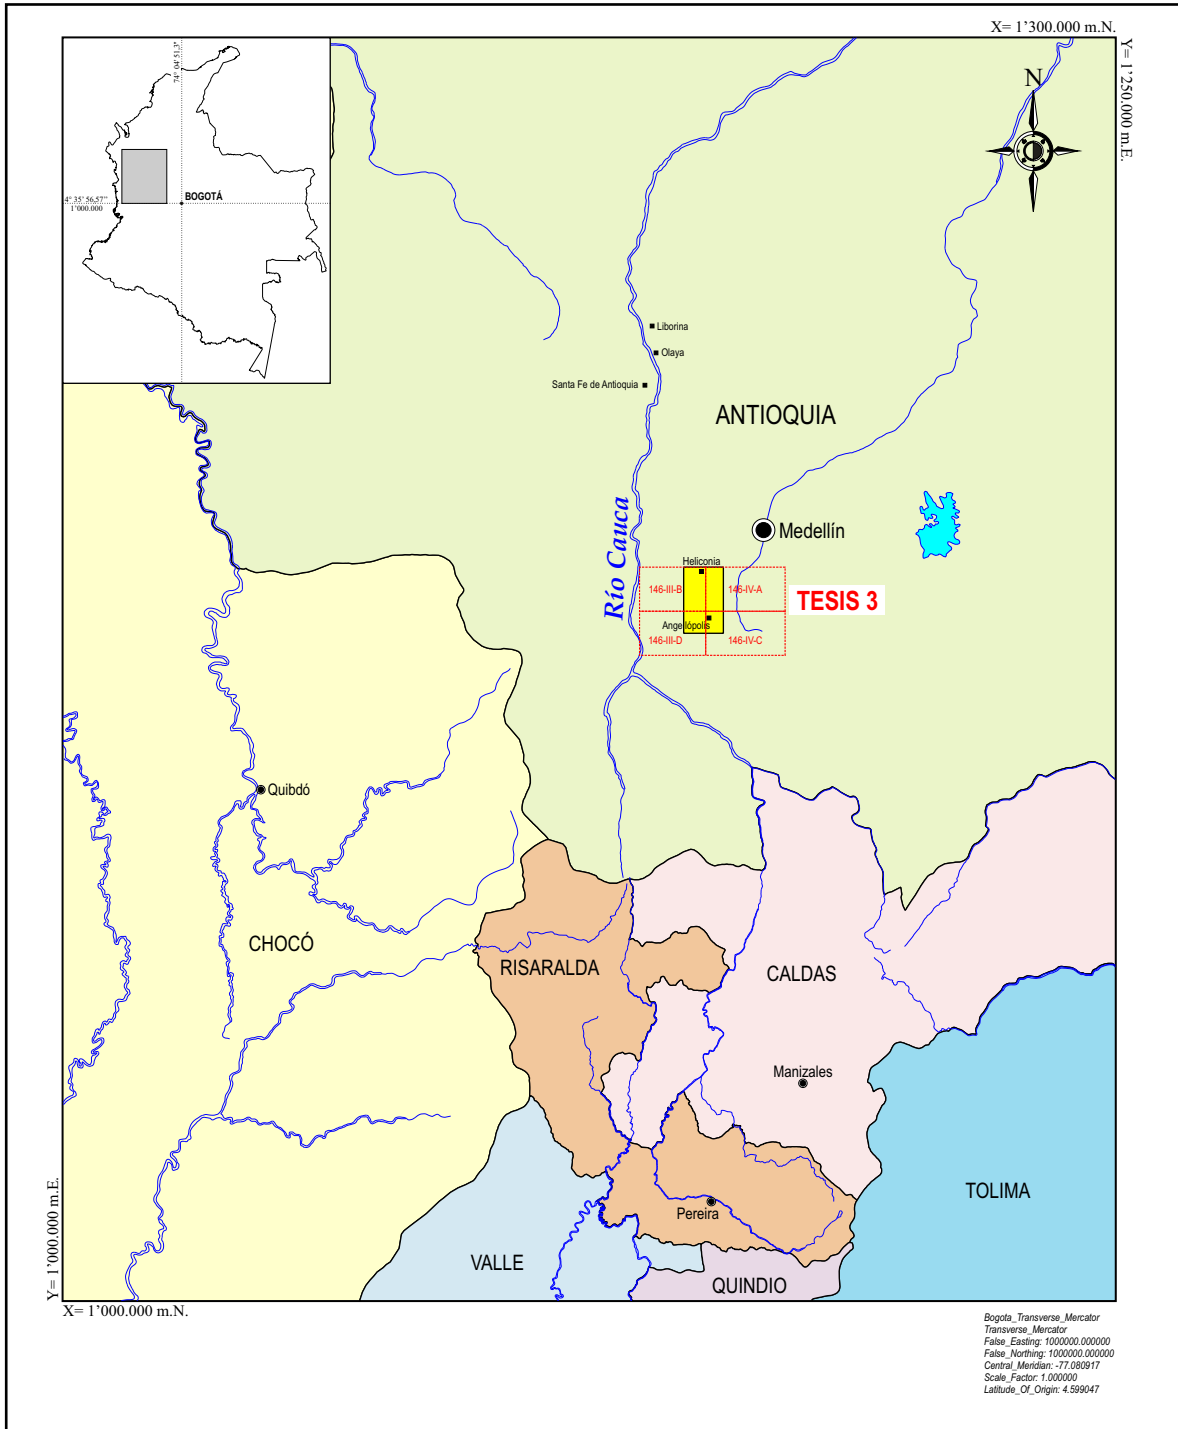 X= 1’300.000 m.N.
Y= 1’250.000 m.E.
74° 04’ 51,3"
4° 35’ 56,57"
1’000.000
BOGOTÁ
N
Liborina
Olaya
Santa Fe de Antioquia
ANTIOQUIA
Río Cauca
Medellín
Heliconia
146-III-B
146-IV-A
TESIS 3
Angelópolis
146-III-D
146-IV-C
Quibdó
CHOCÓ
RISARALDA
CALDAS
Manizales
TOLIMA
Pereira
VALLE
QUINDIO
Y= 1’000.000 m.E.
X= 1’000.000 m.N.
Bogota_Transverse_Mercator
Transverse_Mercator
False_Easting: 1000000.000000
False_Northing: 1000000.000000
Central_Meridian: -77.080917
Scale_Factor: 1.000000
Latitude_Of_Origin: 4.599047